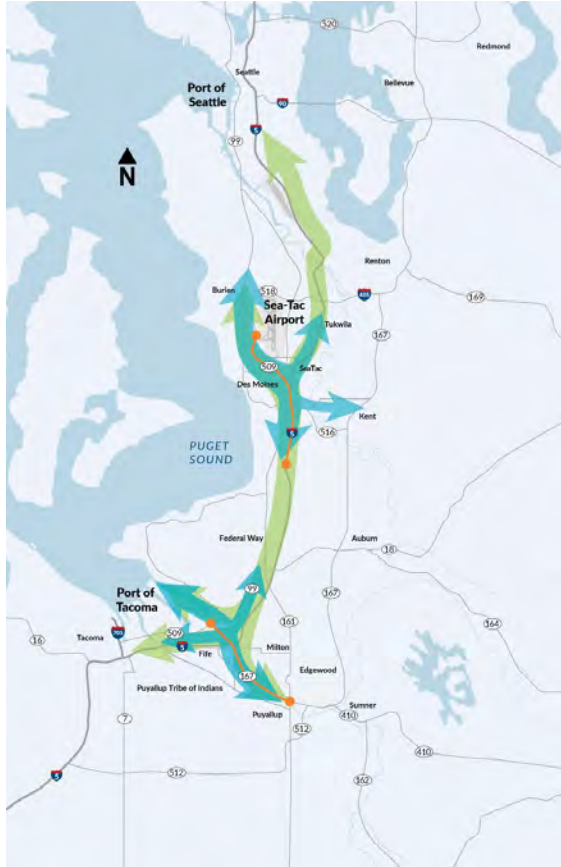 520
Redmond
Seattle
Bellevue
Port of
Seattle
90
5
99
N
Renton
Burien
518
405
169
Sea-Tac
Airport
Tukwila
167
509
SeaTac
Des Moines
Kent
516
5
PUGET
SOUND
Federal Way
Auburn
18
99
167
Port of
Tacoma
161
164
16
Tacoma
705
509
5
Fife
Milton
Edgewood
167
Puyallup Tribe of Indians
Sumner
7
Puyallup
410
512
410
5
512
162